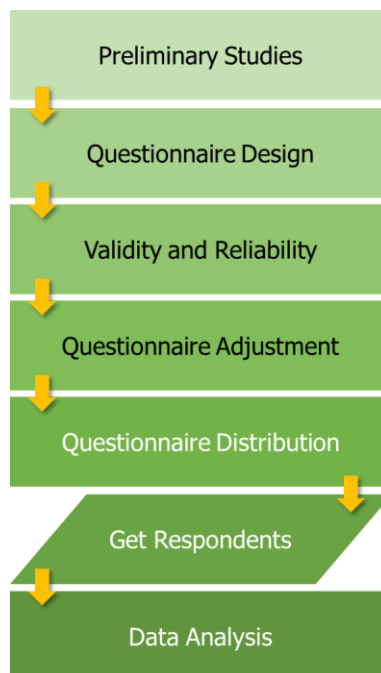 Preliminary Studies
Questionnaire Design
Validity and Reliability
Questionnaire Adjustment
Questionnaire Distribution
Get Respondents
Data Analysis